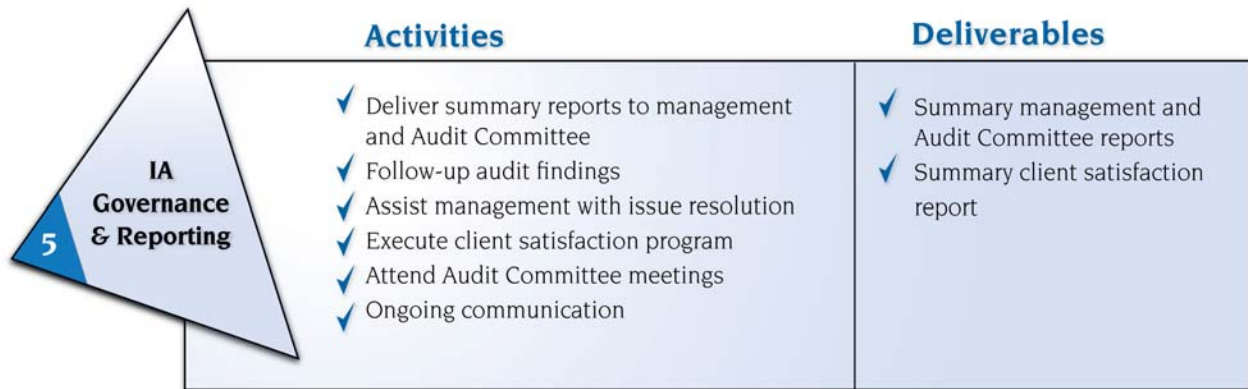 Activities
Deliverables
IA
Governance
& Reporting
5
Deliver summary reports to management
and Audit Committee
Follow-up audit findings
Assist management with issue resolution
Execute client satisfaction program
Attend Audit Committee meetings
Ongoing communication
Summary management and
Audit Committee reports
Summary client satisfaction
report